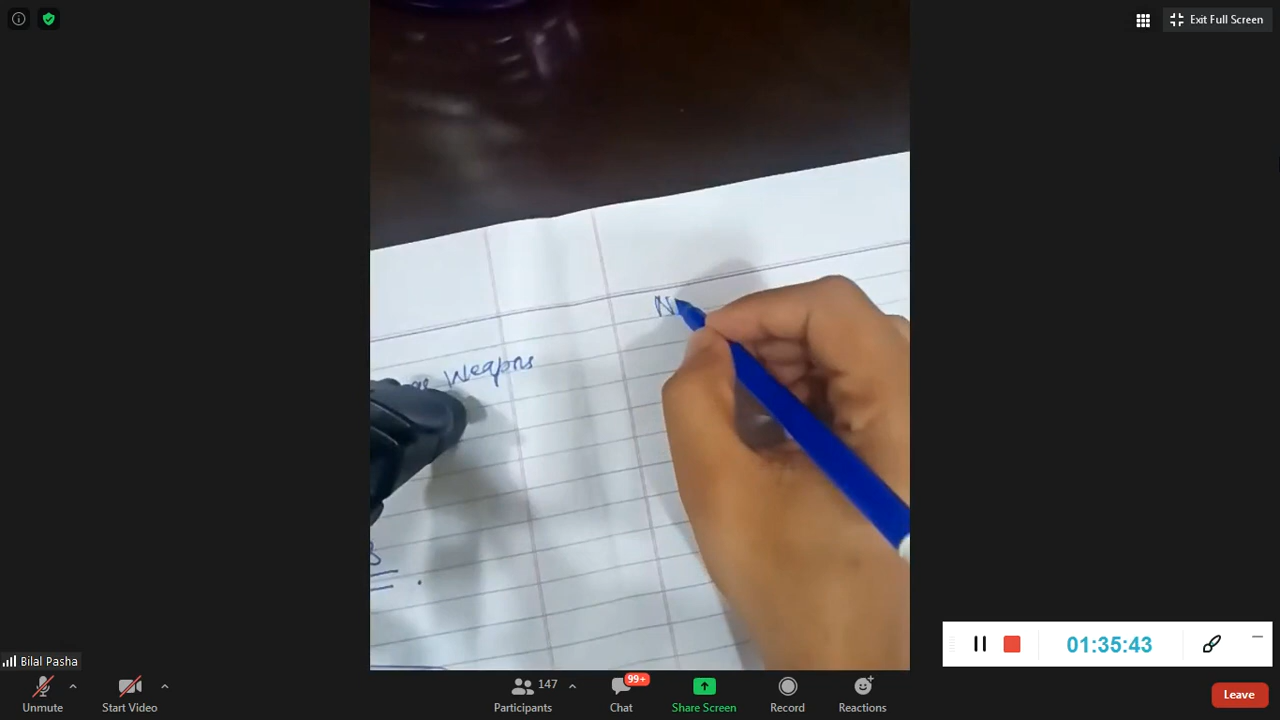 Exit Full Screen
N
Weapons
8
01:35:43
Bilal Pasha
147
99+
Unmute
Start Video
Participants
Chat
Share Screen
Record
Reactions
Leave